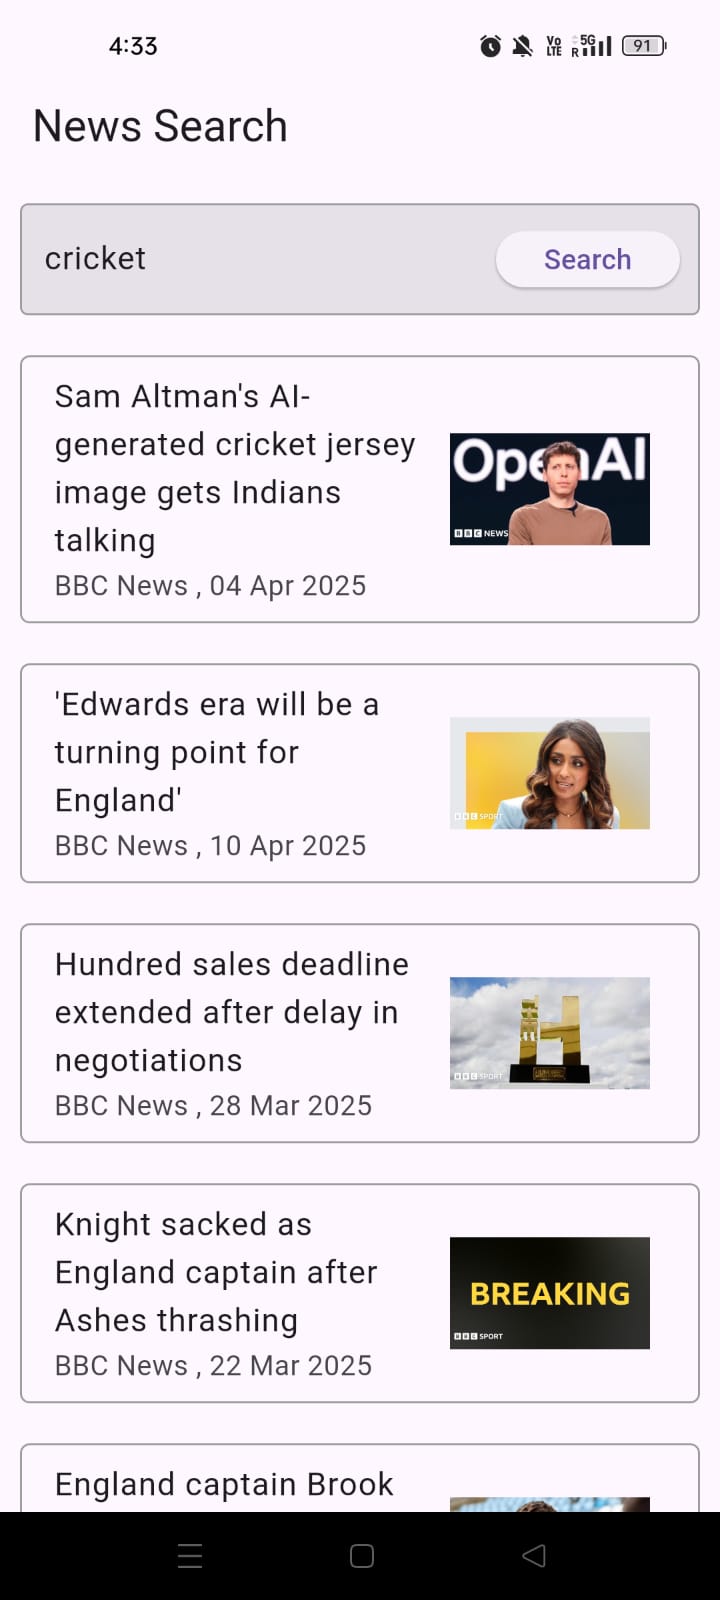 4:33
Vo
LTE
5G
R
91
News Search
cricket
Search
Sam Altman's AI-
generated cricket jersey
image gets Indians
talking
BBC News , 04 Apr 2025
OpenAI
BBC NEWS
'Edwards era will be a
turning point for
England'
BBC News , 10 Apr 2025
BBC SPORT
Hundred sales deadline
extended after delay in
negotiations
BBC News , 28 Mar 2025
BBC SPORT
Knight sacked as
England captain after
Ashes thrashing
BBC News , 22 Mar 2025
BREAKING
BBC SPORT
England captain Brook